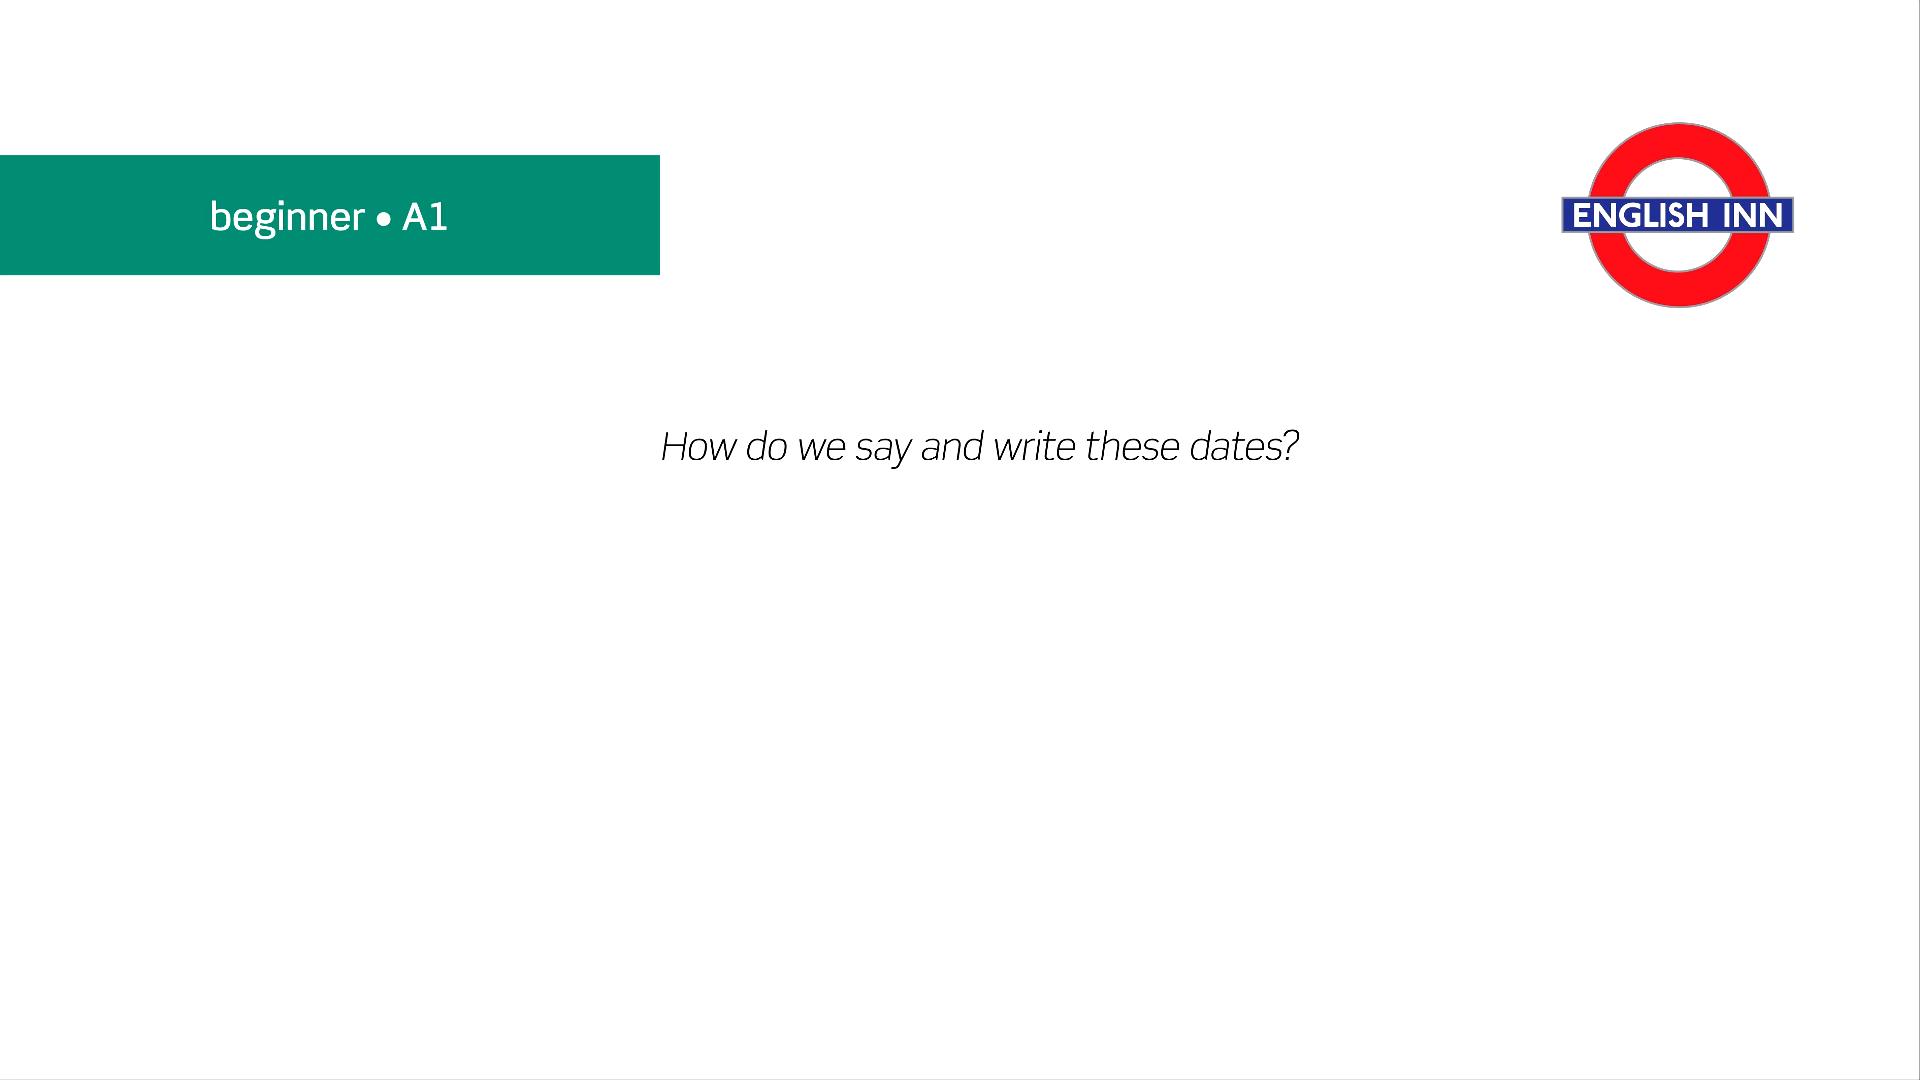 beginner • A1
ENGLISH INN
How do we say and write these dates?